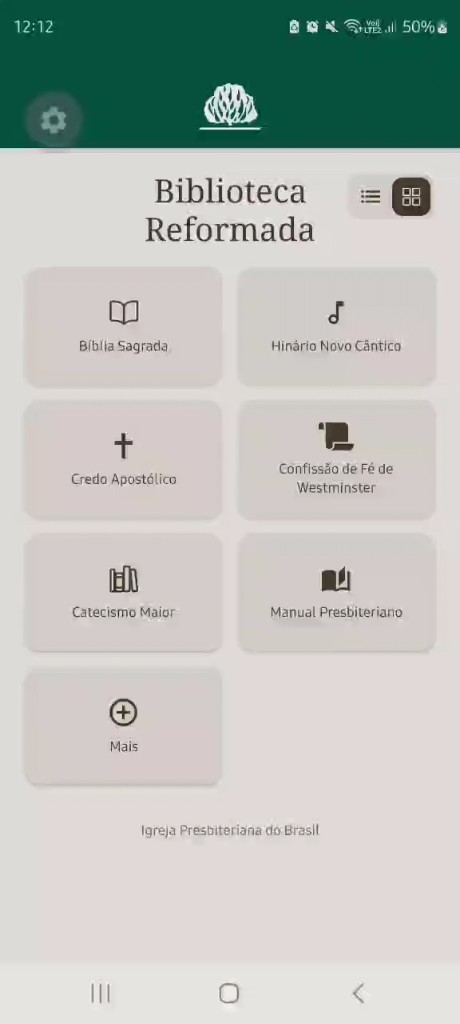 12:12
50%
Biblioteca
Reformada
Bíblia Sagrada
Hinário Novo Cântico
Credo Apostólico
Confissão de Fé de
Westminster
Catecismo Maior
Manual Presbiteriano
Mais
Igreja Presbiteriana do Brasil